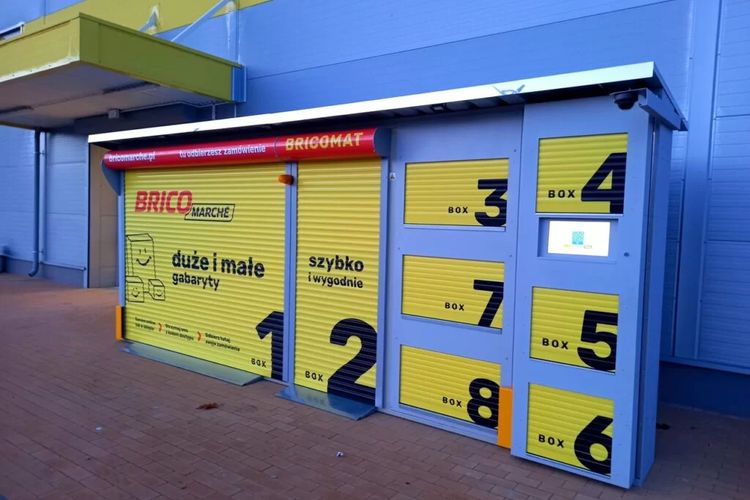 bricomarche.pl tu odbierzesz zamówienie BRICOMAT
BRICO
MARCHÉ
duże i małe
gabaryty
BOX 1
szybko
i wygodnie
BOX 2
BOX 3
BOX 7
BOX 8
BOX 4
BOX 5
BOX 6